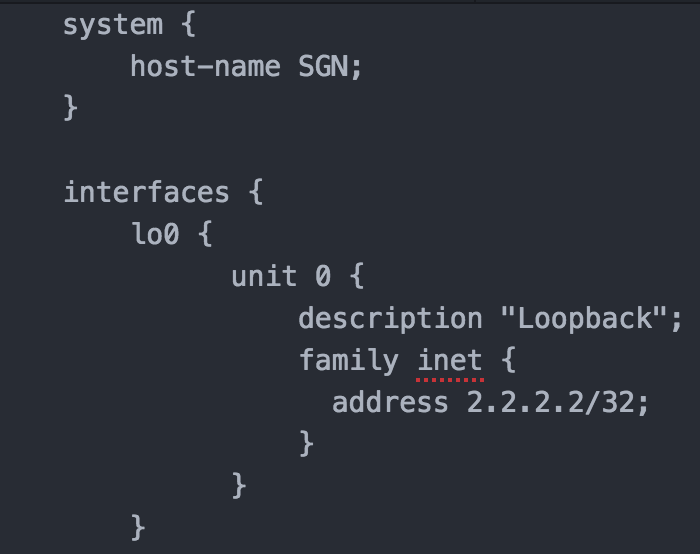 system {
    host-name SGN;
}
interfaces {
    lo0 {
          unit 0 {
              description "Loopback";
              family inet {
                address 2.2.2.2/32;
              }
          }
    }